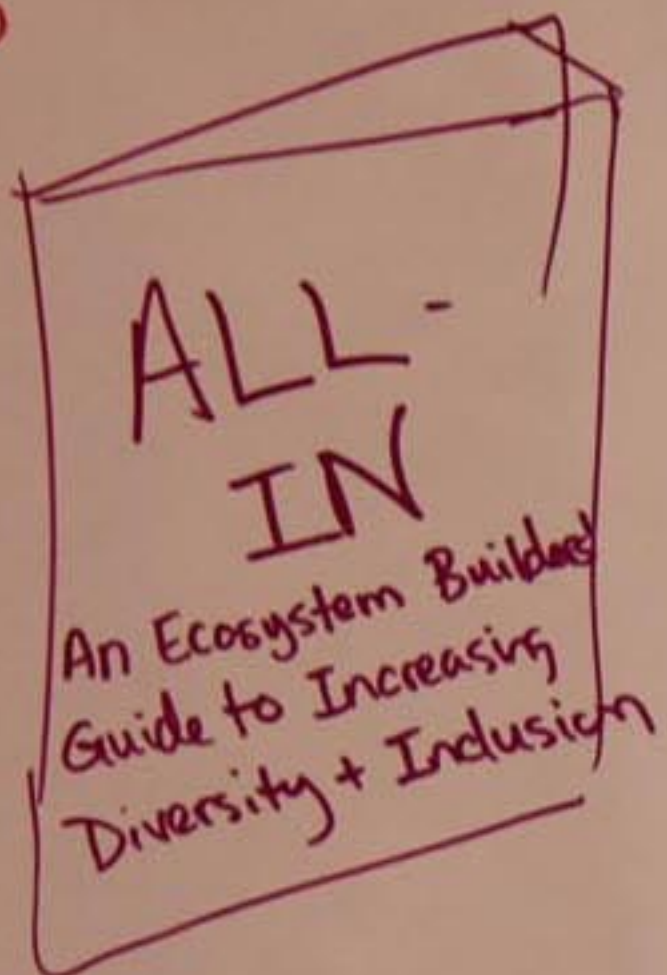 ALL-
IN
An Ecosystem Builders'
Guide to Increasing
Diversity + Inclusion